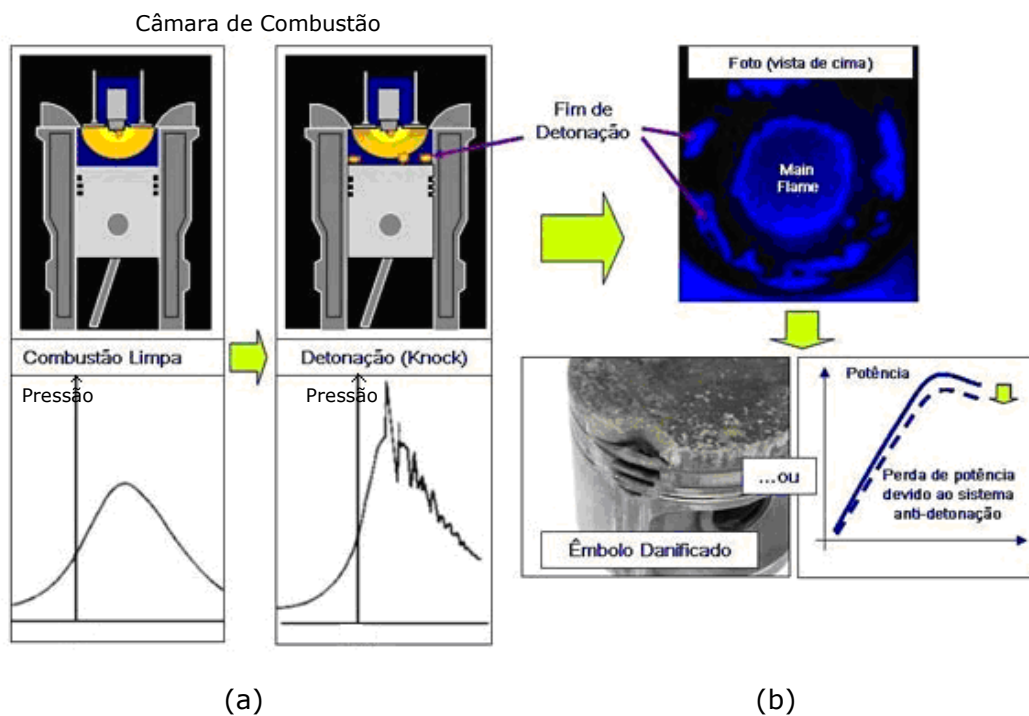 Câmara de Combustão
Combustão Limpa
Pressão
Detonação (Knock)
Pressão
Fim de
Detonação
Foto (vista de cima)
Main
Flame
Êmbolo Danificado
...ou
Potência
Perda de potência
devido ao sistema
anti-detonação
(a)
(b)